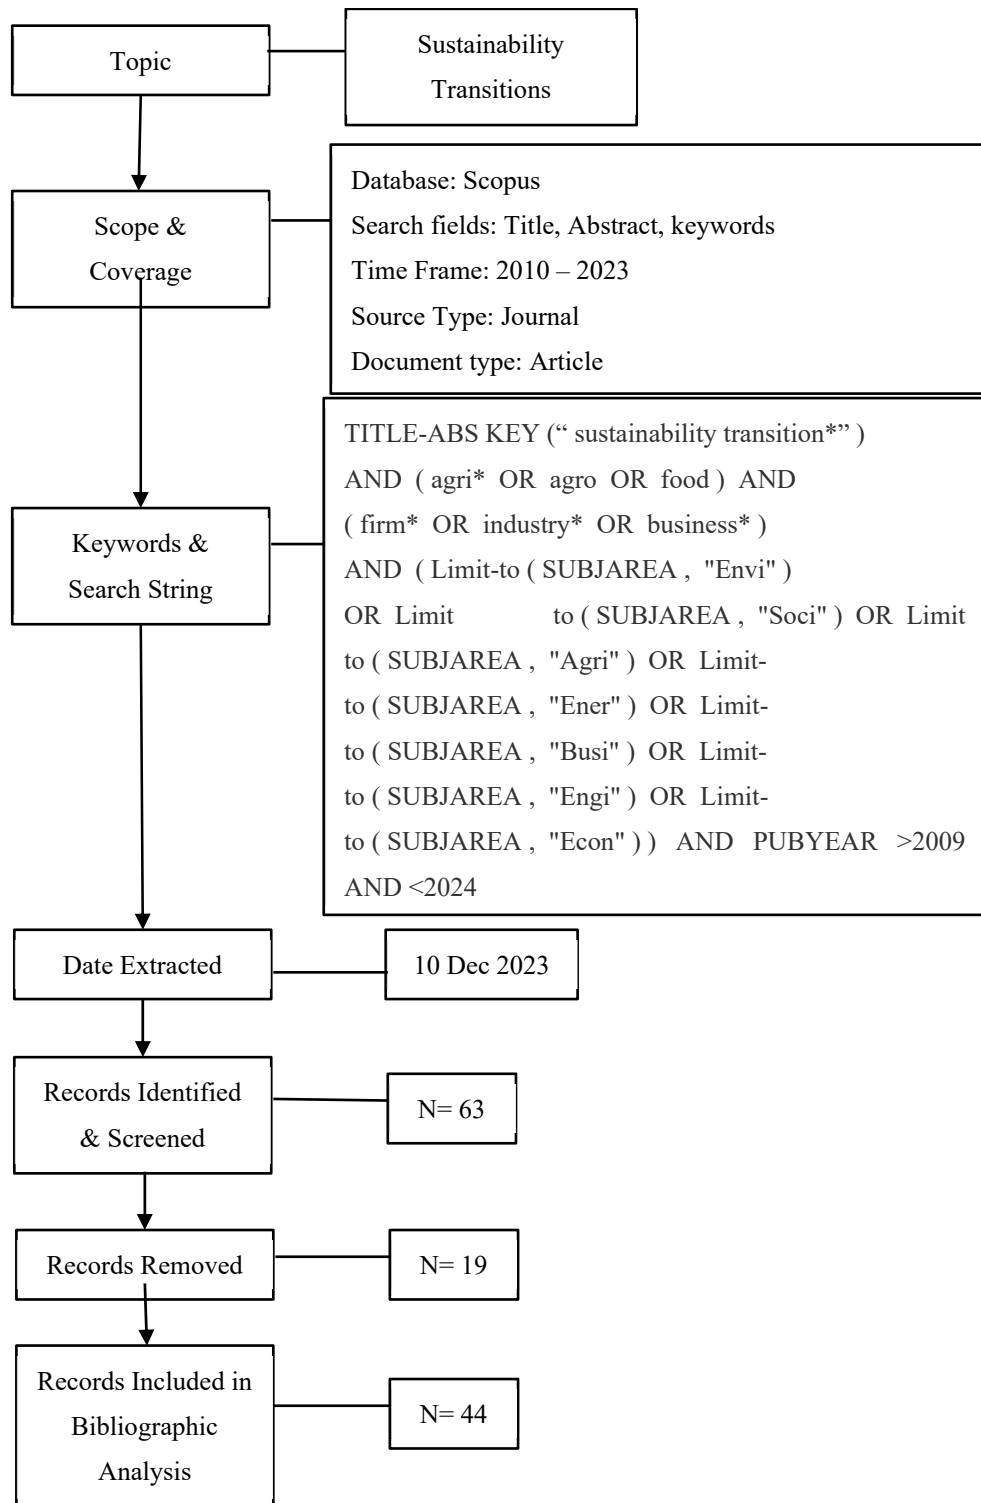 Topic
Sustainability
Transitions
Scope &
Coverage
Database: Scopus
Search fields: Title, Abstract, keywords
Time Frame: 2010 – 2023
Source Type: Journal
Document type: Article
Keywords &
Search String
TITLE-ABS KEY (“ sustainability transition*” )
AND ( agri* OR agro OR food ) AND
( firm* OR industry* OR business* )
AND ( Limit-to ( SUBJAREA , "Envi" )
OR Limit to ( SUBJAREA , "Soci" ) OR Limit
to ( SUBJAREA , "Agri" ) OR Limit-
to ( SUBJAREA , "Ener" ) OR Limit-
to ( SUBJAREA , "Busi" ) OR Limit-
to ( SUBJAREA , "Engi" ) OR Limit-
to ( SUBJAREA , "Econ" ) ) AND PUBYEAR >2009
AND <2024
Date Extracted
10 Dec 2023
Records Identified
& Screened
N= 63
Records Removed
N= 19
Records Included in
Bibliographic
Analysis
N= 44